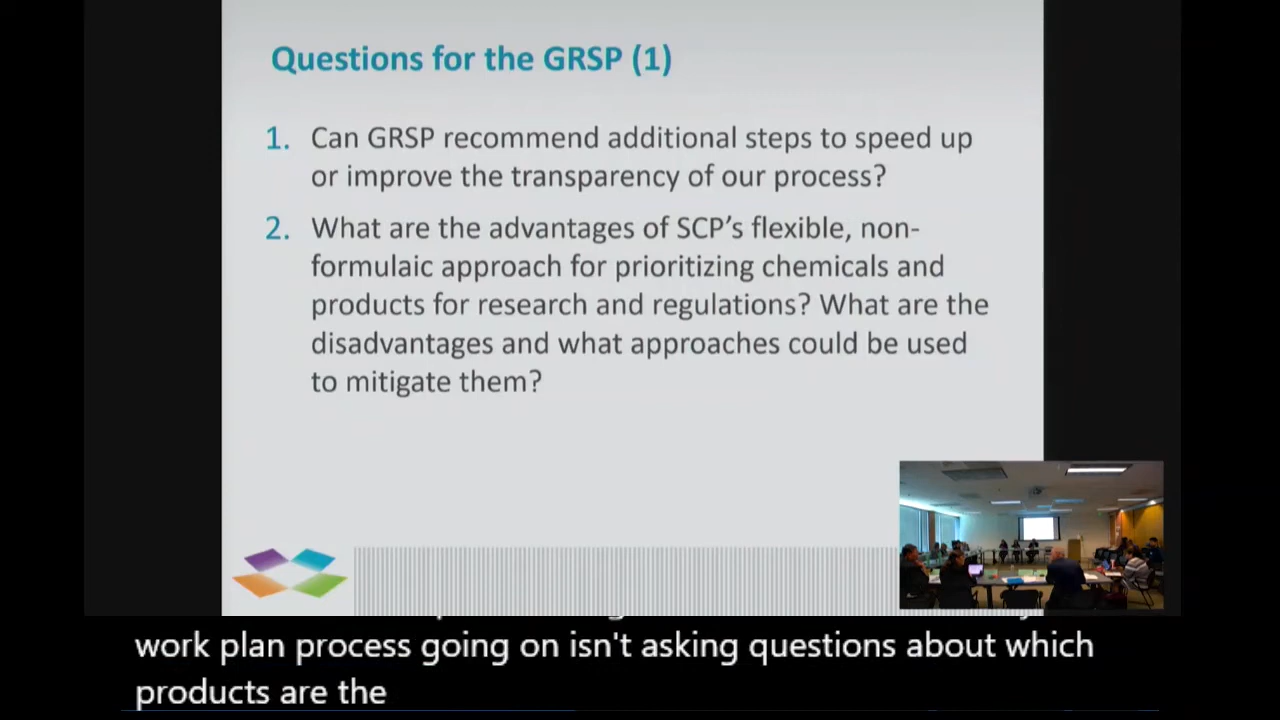 Questions for the GRSP (1)
1. Can GRSP recommend additional steps to speed up
or improve the transparency of our process?
2. What are the advantages of SCP's flexible, non-
formulaic approach for prioritizing chemicals and
products for research and regulations? What are the
disadvantages and what approaches could be used
to mitigate them?
work plan process going on isn't asking questions about which
products are the